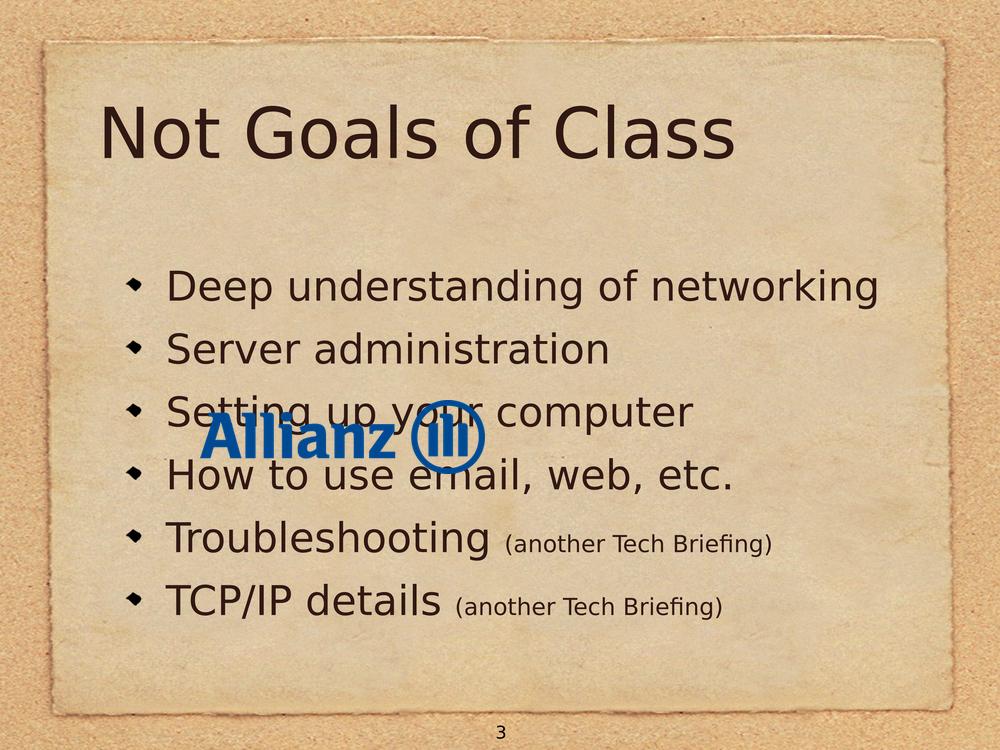 Not Goals of Class
Deep understanding of networking
Server administration
Setting up your computer
Allianz
How to use email, web, etc.
Troubleshooting (another Tech Briefing)
TCP/IP details (another Tech Briefing)
3